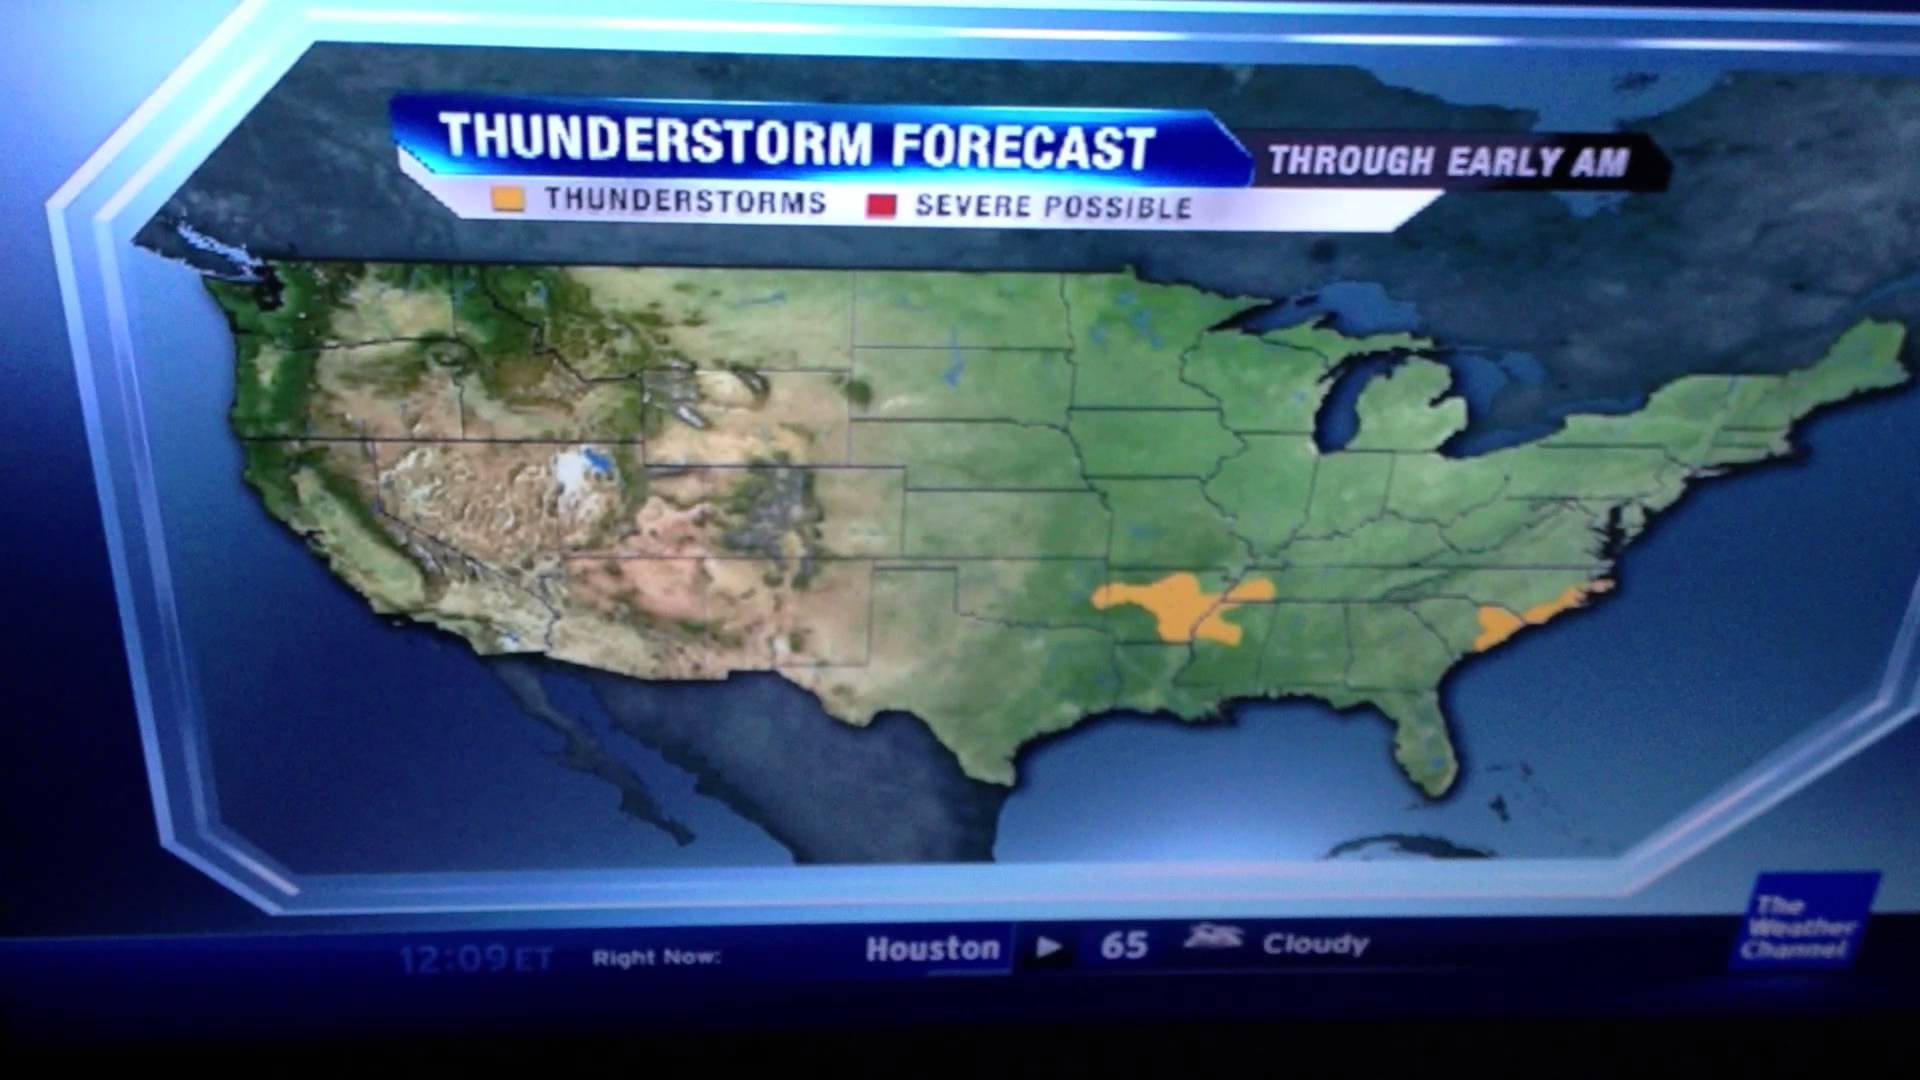 THUNDERSTORM FORECAST
THROUGH EARLY AM
THUNDERSTORMS SEVERE POSSIBLE
12:09 ET Right Now: Houston 65 Cloudy
The
Weather
Channel